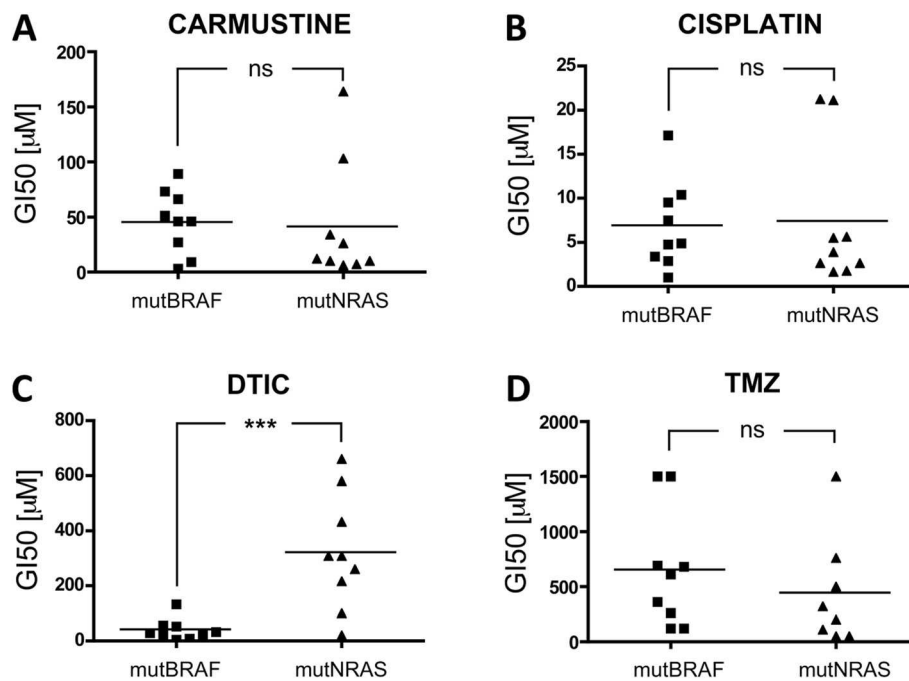 A
CARMUSTINE
GI50 [µM]
200
150
100
50
0
ns
mutBRAF
mutNRAS
B
CISPLATIN
GI50 [µM]
25
20
15
10
5
0
ns
mutBRAF
mutNRAS
C
DTIC
GI50 [µM]
800
600
400
200
0
***
mutBRAF
mutNRAS
D
TMZ
GI50 [µM]
2000
1500
1000
500
0
ns
mutBRAF
mutNRAS